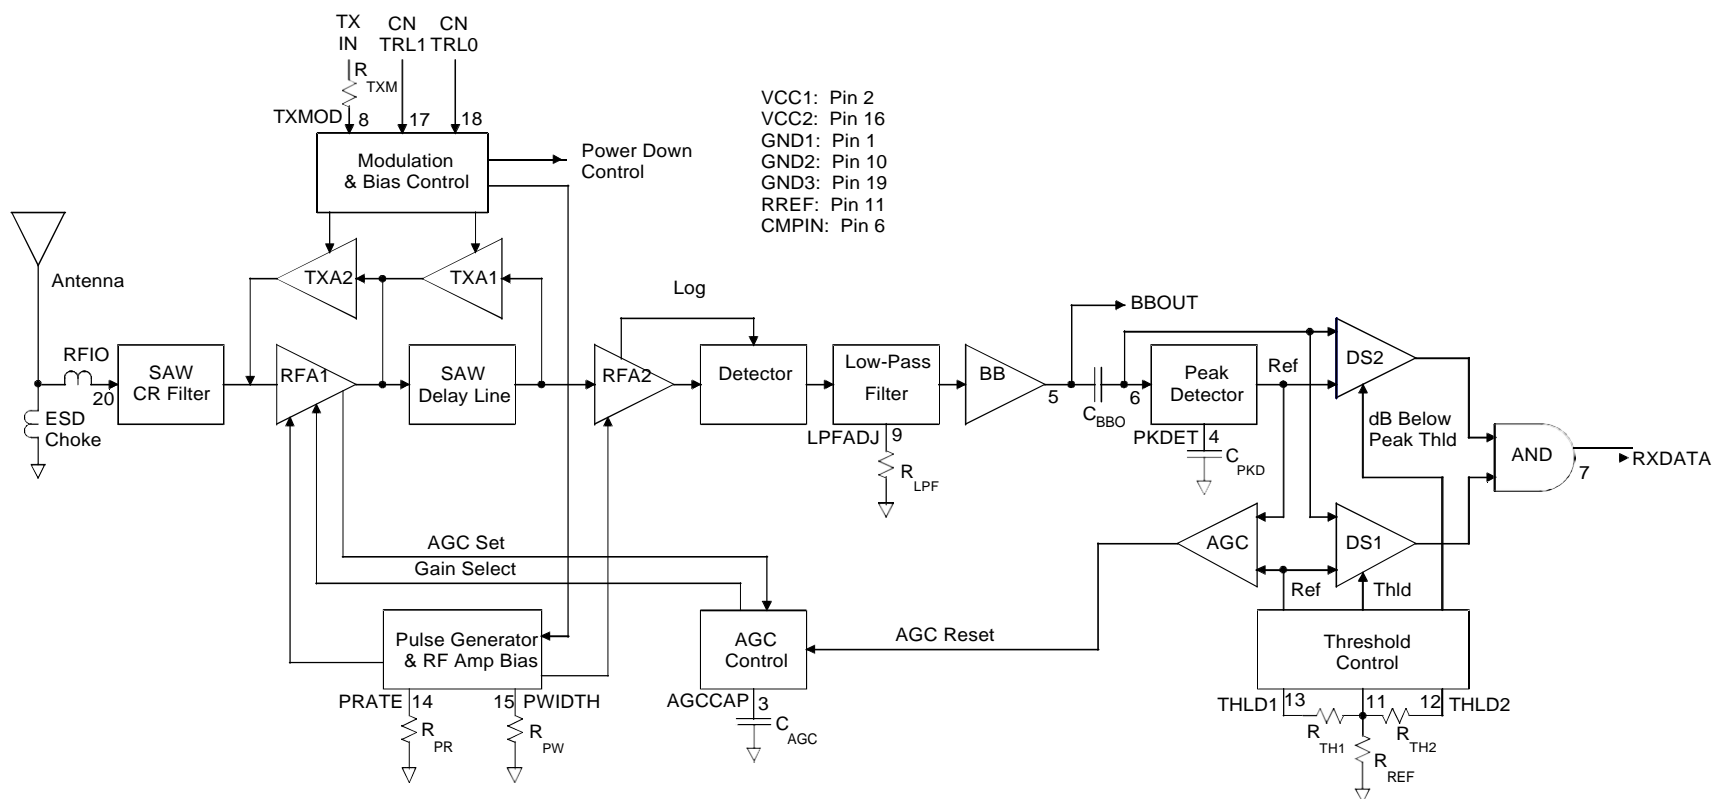 TX
IN
CN
TRL1
CN
TRL0
R
TXM
TXMOD
8
17
18
Modulation
& Bias Control
Power Down
Control
VCC1: Pin 2
VCC2: Pin 16
GND1: Pin 1
GND2: Pin 10
GND3: Pin 19
RREF: Pin 11
CMPIN: Pin 6
Antenna
TXA2
TXA1
Log
BBOUT
RFIO
20
ESD
Choke
SAW
CR Filter
RFA1
SAW
Delay Line
RFA2
Detector
Low-Pass
Filter
LPFADJ
9
R
LPF
BB
5
C
BBO
6
Peak
Detector
PKDET
4
C
PKD
Ref
DS2
dB Below
Peak Thld
AND
7
RXDATA
AGC Set
Gain Select
AGC
DS1
Ref
Thld
Pulse Generator
& RF Amp Bias
PRATE
14
15
PWIDTH
R
PR
R
PW
AGC
Control
AGC Reset
AGCCAP
3
C
AGC
Threshold
Control
THLD1
13
11
12
THLD2
R
TH1
R
TH2
R
REF